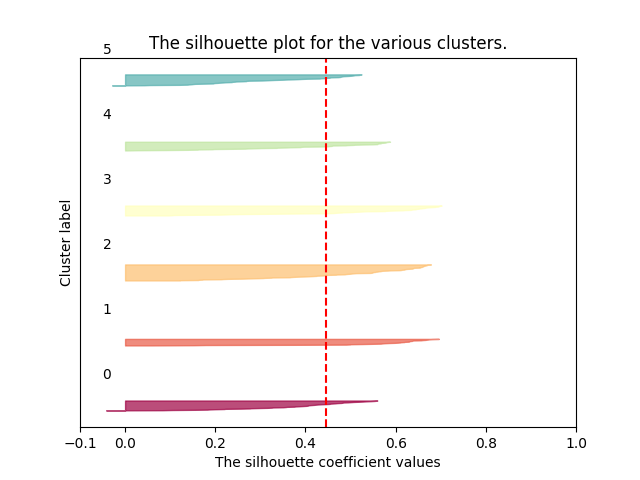 The silhouette plot for the various clusters.
5
4
3
2
1
0
Cluster label
−0.1 0.0 0.2 0.4 0.6 0.8 1.0
The silhouette coefficient values